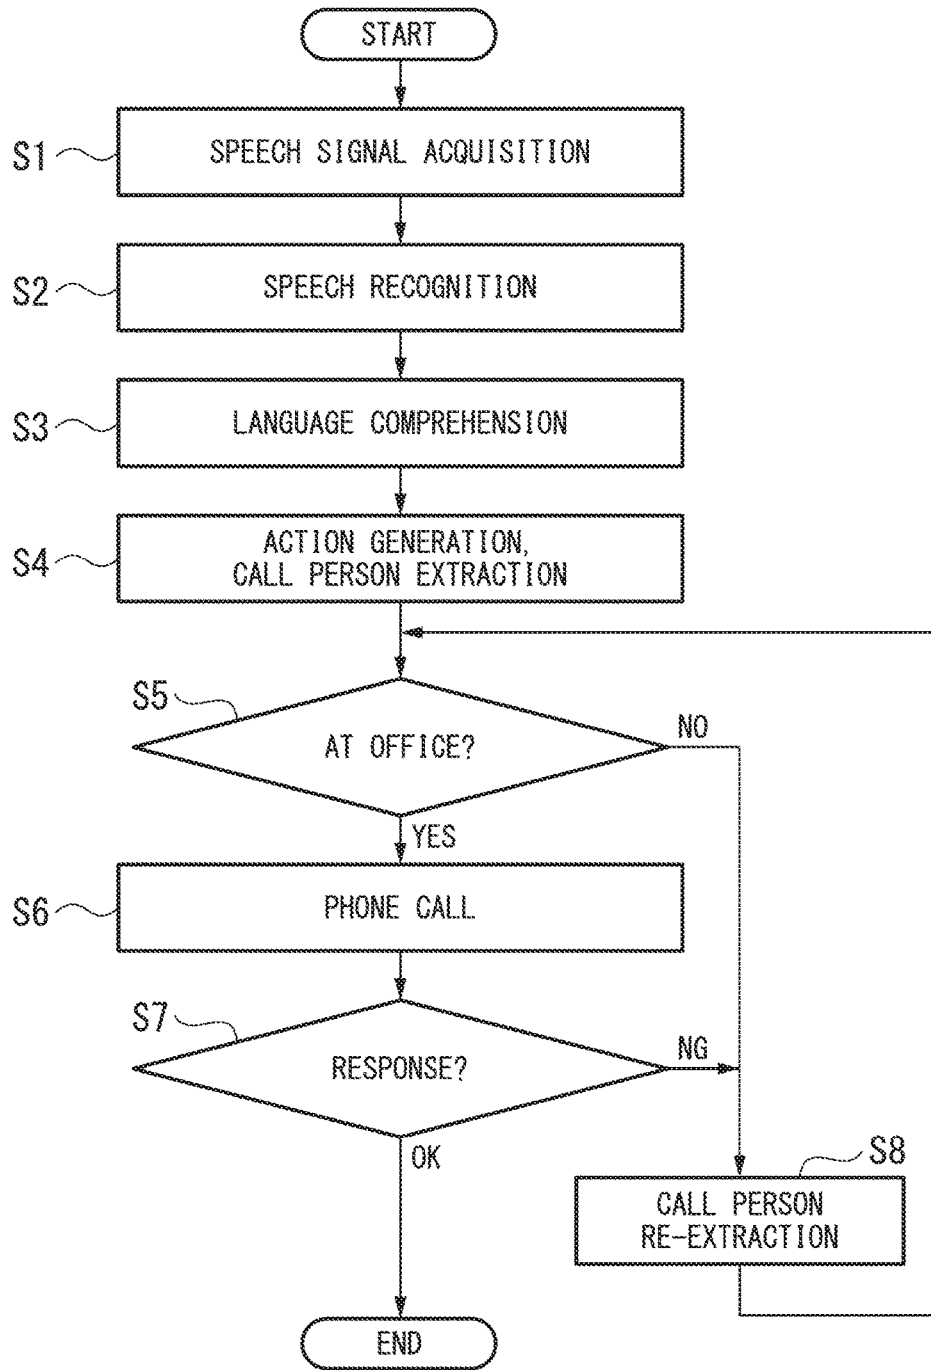 START
S1
SPEECH SIGNAL ACQUISITION
S2
SPEECH RECOGNITION
S3
LANGUAGE COMPREHENSION
S4
ACTION GENERATION,
CALL PERSON EXTRACTION
S5
AT OFFICE?
NO
YES
S6
PHONE CALL
S7
RESPONSE?
NG
OK
S8
CALL PERSON
RE-EXTRACTION
END